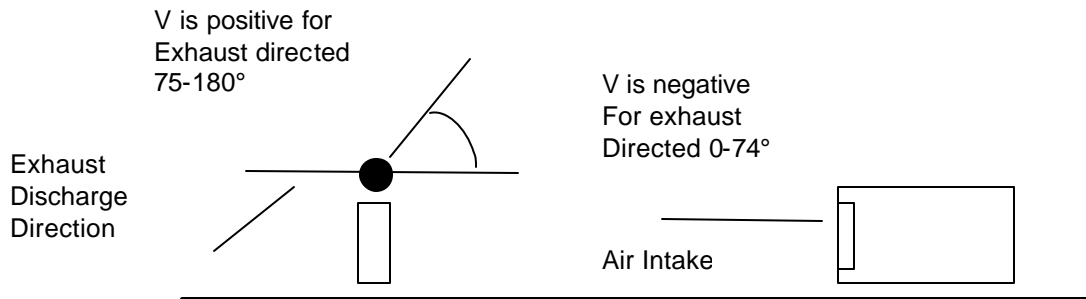 V is positive for
Exhaust directed
75-180°
V is negative
For exhaust
Directed 0-74°
Exhaust
Discharge
Direction
Air Intake